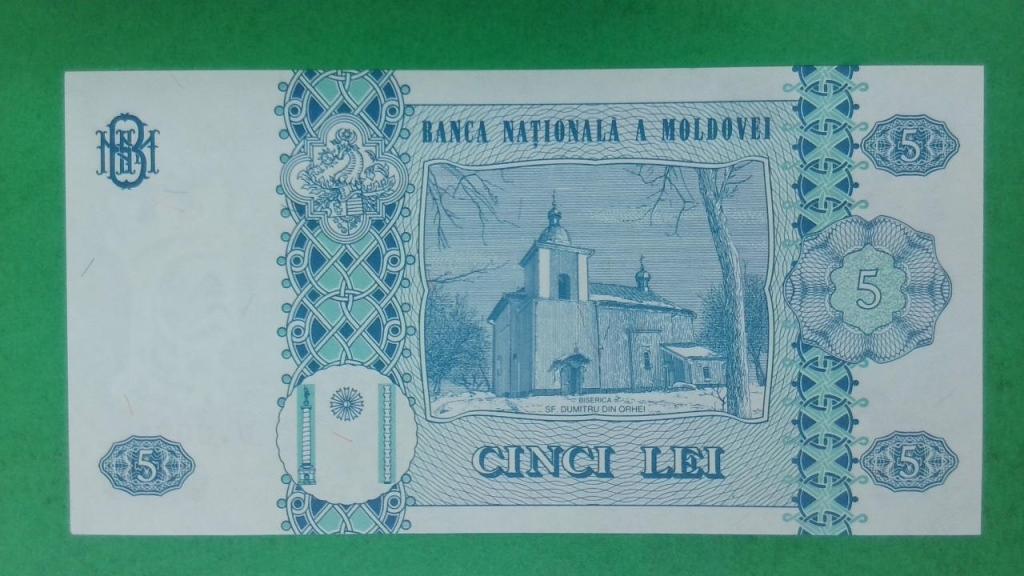 BANCA NAȚIONALĂ A MOLDOVEI
5
5
BISERICA
SF. DUMITRU DIN ORHEI
CINCI LEI
5
5